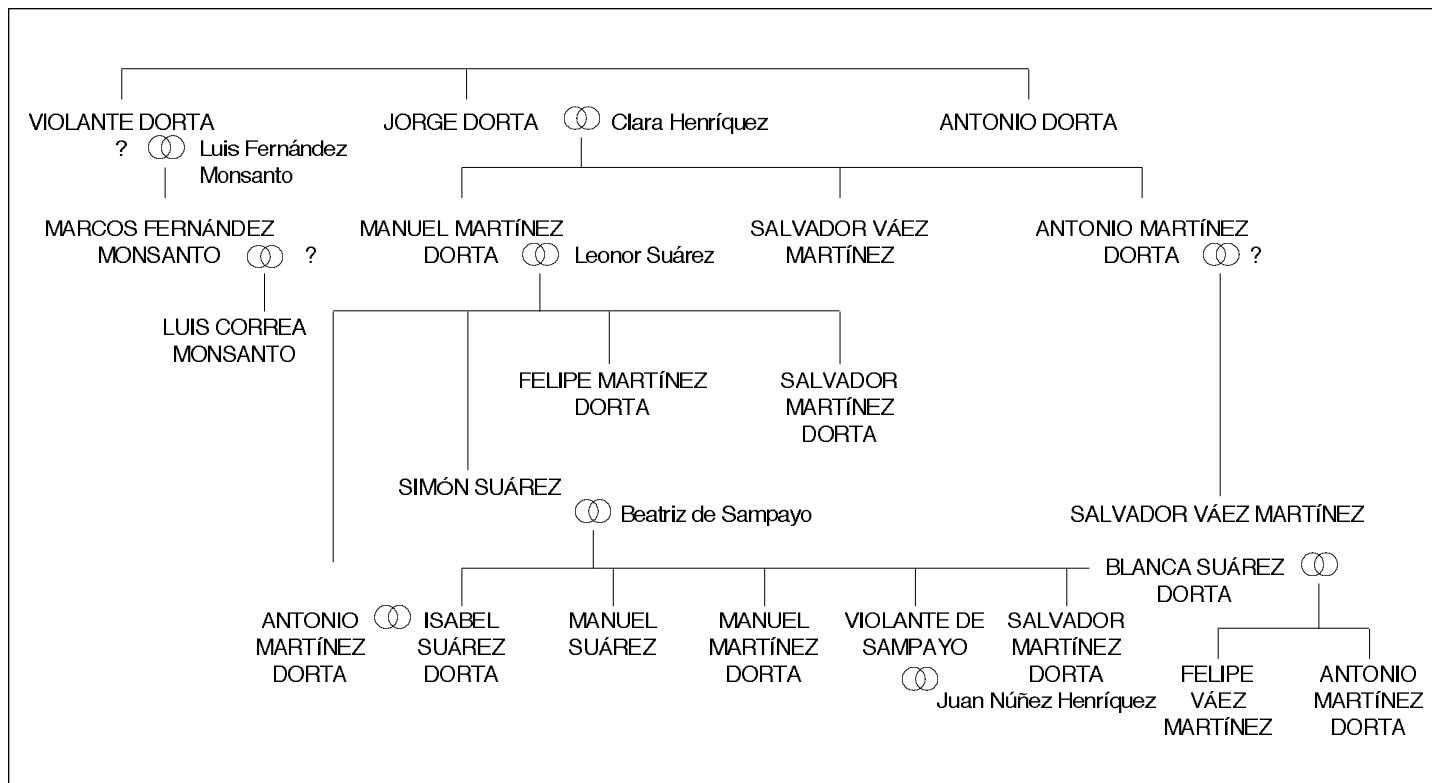 VIOLANTE DORTA
JORGE DORTA
Clara Henríquez
ANTONIO DORTA
? Luis Fernández
Monsanto
MARCOS FERNÁNDEZ
MONSANTO ?
MANUEL MARTÍNEZ
DORTA
Leonor Suárez
SALVADOR VÁEZ
MARTÍNEZ
ANTONIO MARTÍNEZ
DORTA ?
LUIS CORREA
MONSANTO
FELIPE MARTÍNEZ
DORTA
SALVADOR
MARTÍNEZ
DORTA
SIMÓN SUÁREZ
Beatriz de Sampayo
SALVADOR VÁEZ MARTÍNEZ
BLANCA SUÁREZ
DORTA
ANTONIO
MARTÍNEZ
DORTA
ISABEL
SUÁREZ
DORTA
MANUEL
SUÁREZ
MANUEL
MARTÍNEZ
DORTA
VIOLANTE DE
SAMPAYO
Juan Núñez Henríquez
SALVADOR
MARTÍNEZ
DORTA
FELIPE
VÁEZ
MARTÍNEZ
ANTONIO
MARTÍNEZ
DORTA